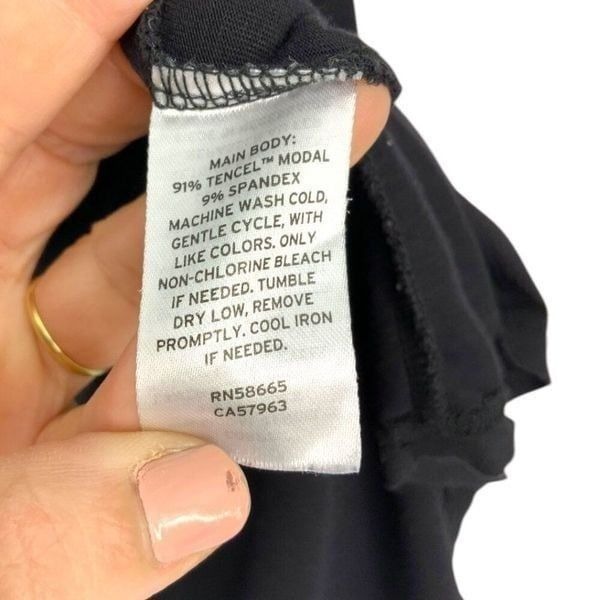 MAIN BODY:
91% TENCEL™ MODAL
9% SPANDEX
MACHINE WASH COLD,
GENTLE CYCLE, WITH
LIKE COLORS. ONLY
NON-CHLORINE BLEACH
IF NEEDED. TUMBLE
DRY LOW, REMOVE
PROMPTLY. COOL IRON
IF NEEDED.
RN58665
CA57963